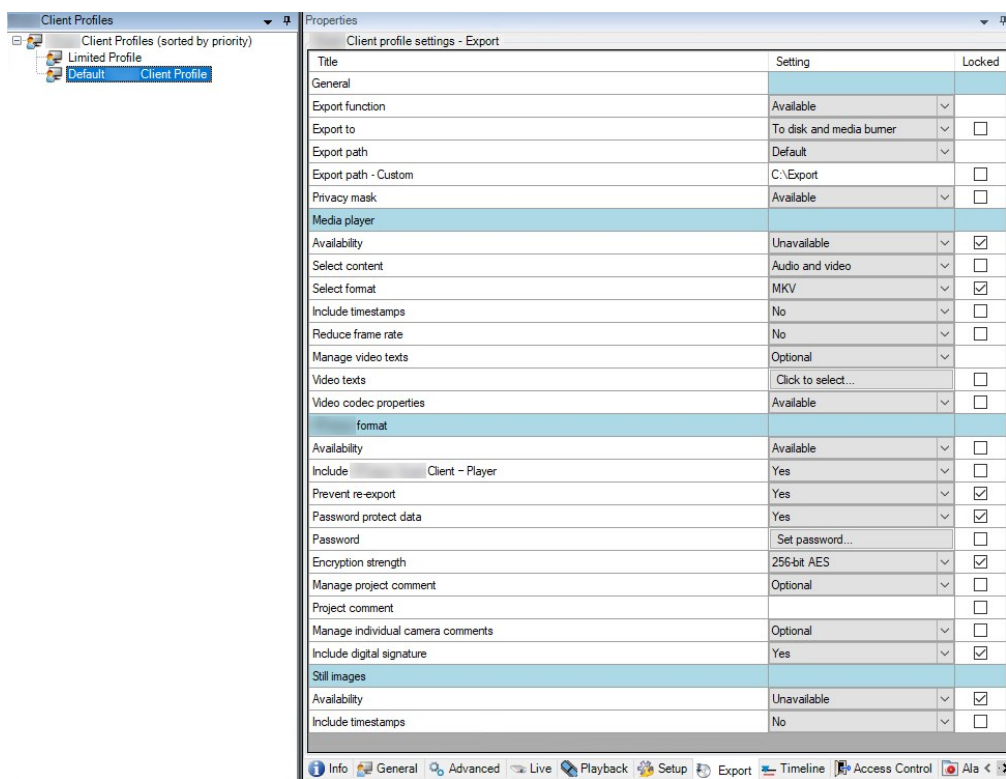 Client Profiles
Client Profiles (sorted by priority)
Limited Profile
Default Client Profile
Properties
Client profile settings - Export
Title Setting Locked
General
Export function Available
Export to To disk and media burner
Export path Default
Export path - Custom C:\Export
Privacy mask Available
Media player
Availability Unavailable
Select content Audio and video
Select format MKV
Include timestamps No
Reduce frame rate No
Manage video texts Optional
Video texts Click to select...
Video codec properties Available
format
Availability Available
Include Client – Player Yes
Prevent re-export Yes
Password protect data Yes
Password Set password...
Encryption strength 256-bit AES
Manage project comment Optional
Project comment
Manage individual camera comments Optional
Include digital signature Yes
Still images
Availability Unavailable
Include timestamps No
Info General Advanced Live Playback Setup Export Timeline Access Control Ala